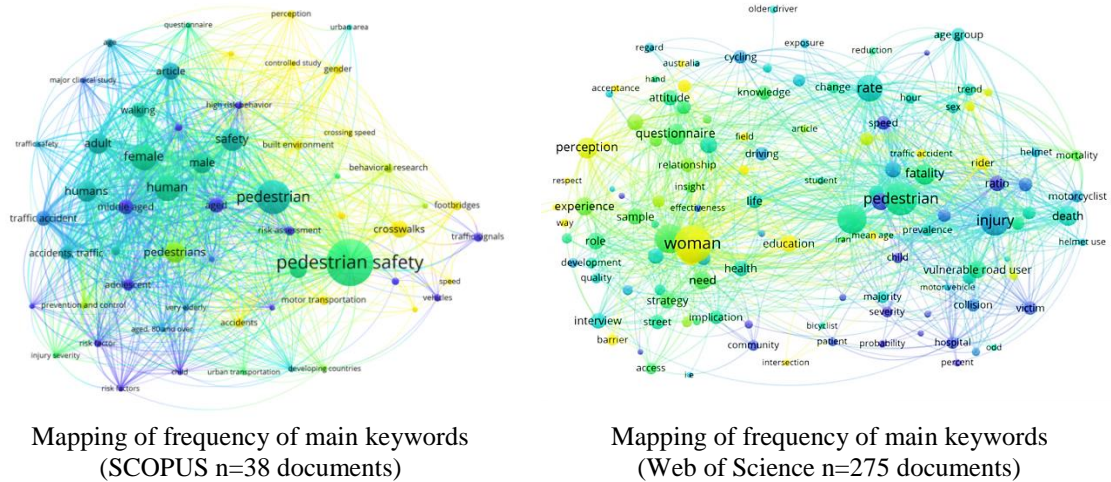 perception
questionnaire
urban area
age
article
controlled study
gender
major clinical study
high risk behavior
walking
crossing speed
traffic safety
adult
safety
built environment
female
male
behavioral research
humans
human
pedestrian
middle aged
aged
footbridges
traffic accident
risk assessment
crosswalks
traffic signals
accidents, traffic
pedestrians
pedestrian safety
speed
adolescent
motor transportation
vehicles
prevention and control
very elderly
accidents
aged, 80 and over
risk factor
injury severity
child
urban transportation
developing countries
risk factors
older driver
regard
cycling
exposure
age group
reduction
australia
hand
acceptance
attitude
knowledge
change
rate
hour
trend
sex
questionnaire
field
article
speed
perception
driving
traffic accident
rider
helmet
mortality
relationship
fatality
respect
insight
student
ratio
experience
effectiveness
life
pedestrian
motorcyclist
way
sample
prevalence
injury
death
role
woman
education
iran
mean age
helmet use
development
health
child
vulnerable road user
quality
need
motor vehicle
strategy
majority
collision
victim
interview
street
implication
severity
barrier
bicyclist
community
patient
probability
hospital
odd
access
intersection
percent
Mapping of frequency of main keywords
(SCOPUS n=38 documents)
Mapping of frequency of main keywords
(Web of Science n=275 documents)